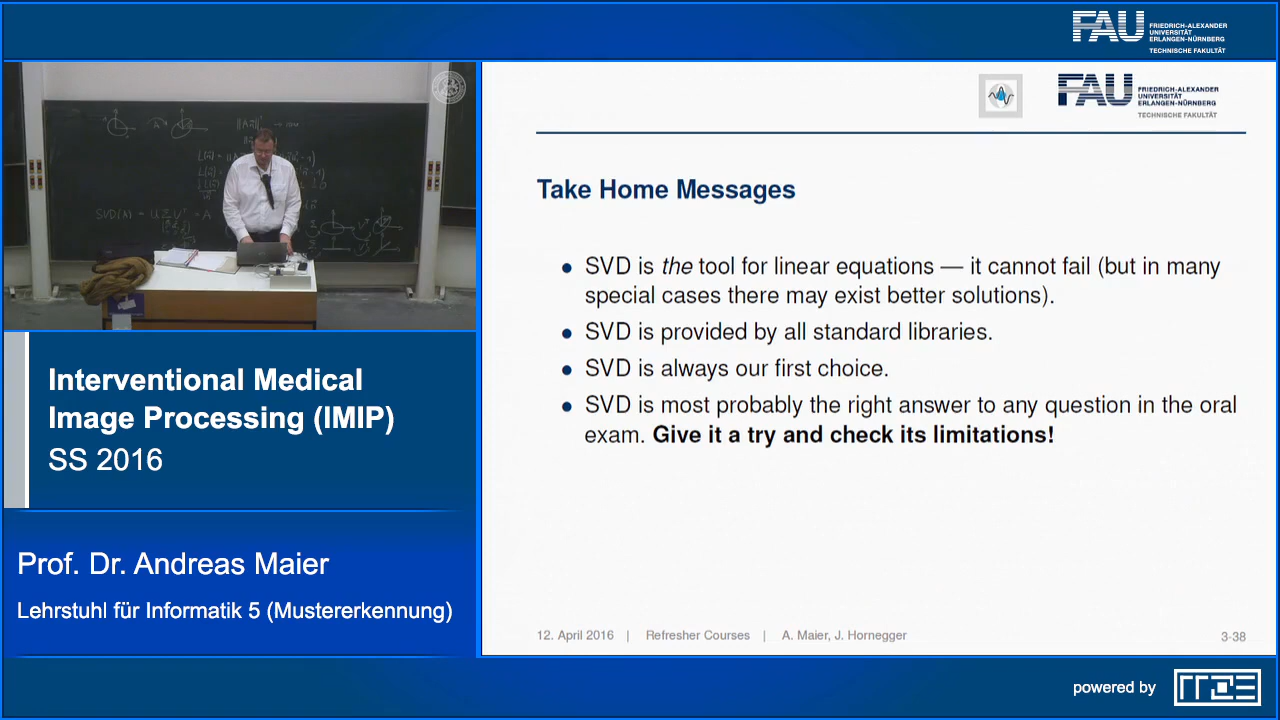 FAU
FRIEDRICH-ALEXANDER
UNIVERSITÄT
ERLANGEN-NÜRNBERG
TECHNISCHE FAKULTÄT
FAU
FRIEDRICH-ALEXANDER
UNIVERSITÄT
ERLANGEN-NÜRNBERG
TECHNISCHE FAKULTÄT
Take Home Messages
• SVD is the tool for linear equations — it cannot fail (but in many
special cases there may exist better solutions).
• SVD is provided by all standard libraries.
• SVD is always our first choice.
• SVD is most probably the right answer to any question in the oral
exam. Give it a try and check its limitations!
12. April 2016 | Refresher Courses | A. Maier, J. Hornegger
3-38
SVD(A) = U Σ V^T = A
Interventional Medical
Image Processing (IMIP)
SS 2016
Prof. Dr. Andreas Maier
Lehrstuhl für Informatik 5 (Mustererkennung)
powered by
RRZE